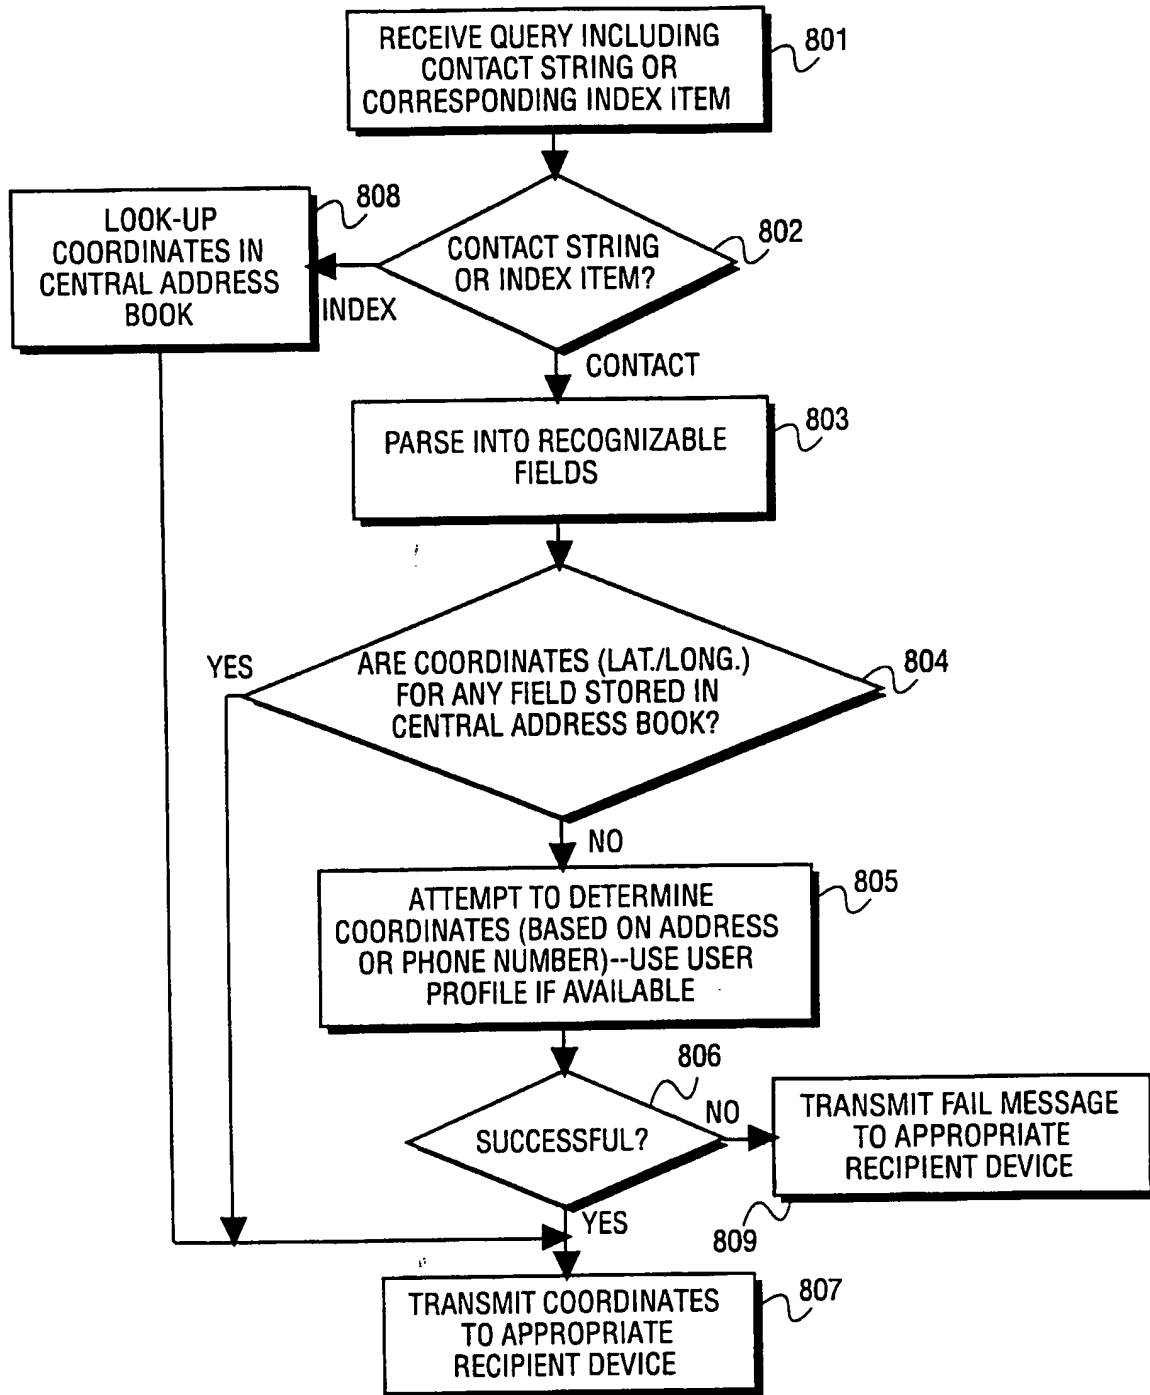 RECEIVE QUERY INCLUDING
CONTACT STRING OR
CORRESPONDING INDEX ITEM
801
LOOK-UP
COORDINATES IN
CENTRAL ADDRESS
BOOK
808
CONTACT STRING
OR INDEX ITEM?
802
INDEX
CONTACT
PARSE INTO RECOGNIZABLE
FIELDS
803
YES
ARE COORDINATES (LAT./LONG.)
FOR ANY FIELD STORED IN
CENTRAL ADDRESS BOOK?
804
NO
ATTEMPT TO DETERMINE
COORDINATES (BASED ON ADDRESS
OR PHONE NUMBER)--USE USER
PROFILE IF AVAILABLE
805
SUCCESSFUL?
806
NO
TRANSMIT FAIL MESSAGE
TO APPROPRIATE
RECIPIENT DEVICE
809
YES
TRANSMIT COORDINATES
TO APPROPRIATE
RECIPIENT DEVICE
807